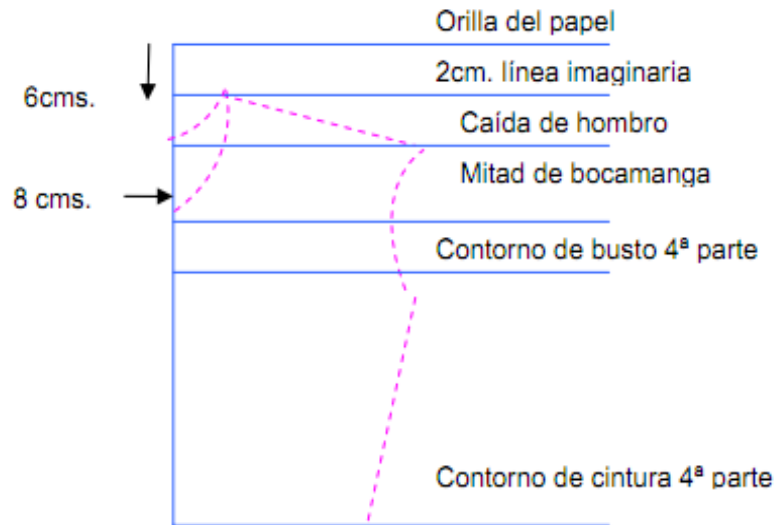 Orilla del papel
2cm. línea imaginaria
6cms.
Caída de hombro
Mitad de bocamanga
8 cms.
Contorno de busto 4ª parte
Contorno de cintura 4ª parte